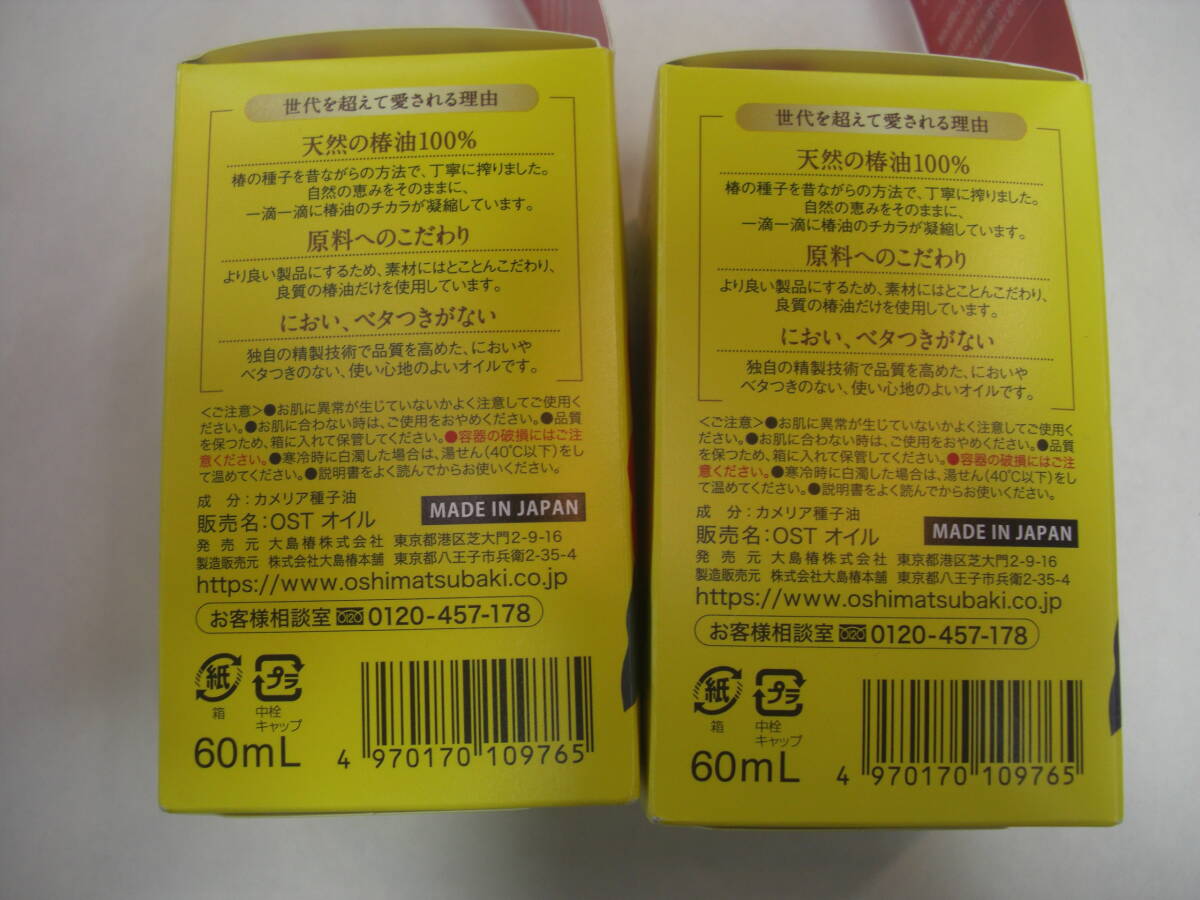 世代を超えて愛される理由
天然の椿油100%
椿の種子を昔ながらの方法で、丁寧に搾りました。
自然の恵みをそのままに、
一滴一滴に椿油のチカラが凝縮しています。
原料へのこだわり
より良い製品にするため、素材にはとことんこだわり、
良質の椿油だけを使用しています。
におい、ベタつきがない
独自の精製技術で品質を高めた、においや
ベタつきのない、使い心地のよいオイルです。
<ご注意>●お肌に異常が生じていないかよく注意してご使用く
ださい。●お肌に合わない時は、ご使用をおやめください。●品質
を保つため、箱に入れて保管してください。●容器の破損にはご注
意ください。●寒冷時に白濁した場合は、湯せん(40℃以下)をし
て温めてください。●説明書をよく読んでからお使いください。
成 分:カメリア種子油
販売名:OST オイル
MADE IN JAPAN
発 売 元 大島椿株式会社 東京都港区芝大門2-9-16
製造販売元 株式会社大島椿本舗 東京都八王子市兵衛2-35-4
https://www.oshimatsubaki.co.jp
お客様相談室 0120-457-178
紙 プラ
箱 中栓
キャップ
60mL
4 970170 109765
世代を超えて愛される理由
天然の椿油100%
椿の種子を昔ながらの方法で、丁寧に搾りました。
自然の恵みをそのままに、
一滴一滴に椿油のチカラが凝縮しています。
原料へのこだわり
より良い製品にするため、素材にはとことんこだわり、
良質の椿油だけを使用しています。
におい、ベタつきがない
独自の精製技術で品質を高めた、においや
ベタつきのない、使い心地のよいオイルです。
<ご注意>●お肌に異常が生じていないかよく注意してご使用く
ださい。●お肌に合わない時は、ご使用をおやめください。●品質
を保つため、箱に入れて保管してください。●容器の破損にはご注
意ください。●寒冷時に白濁した場合は、湯せん(40℃以下)をし
て温めてください。●説明書をよく読んでからお使いください。
成 分:カメリア種子油
販売名:OST オイル
MADE IN JAPAN
発 売 元 大島椿株式会社 東京都港区芝大門2-9-16
製造販売元 株式会社大島椿本舗 東京都八王子市兵衛2-35-4
https://www.oshimatsubaki.co.jp
お客様相談室 0120-457-178
紙 プラ
箱 中栓
キャップ
60mL
4 970170 109765